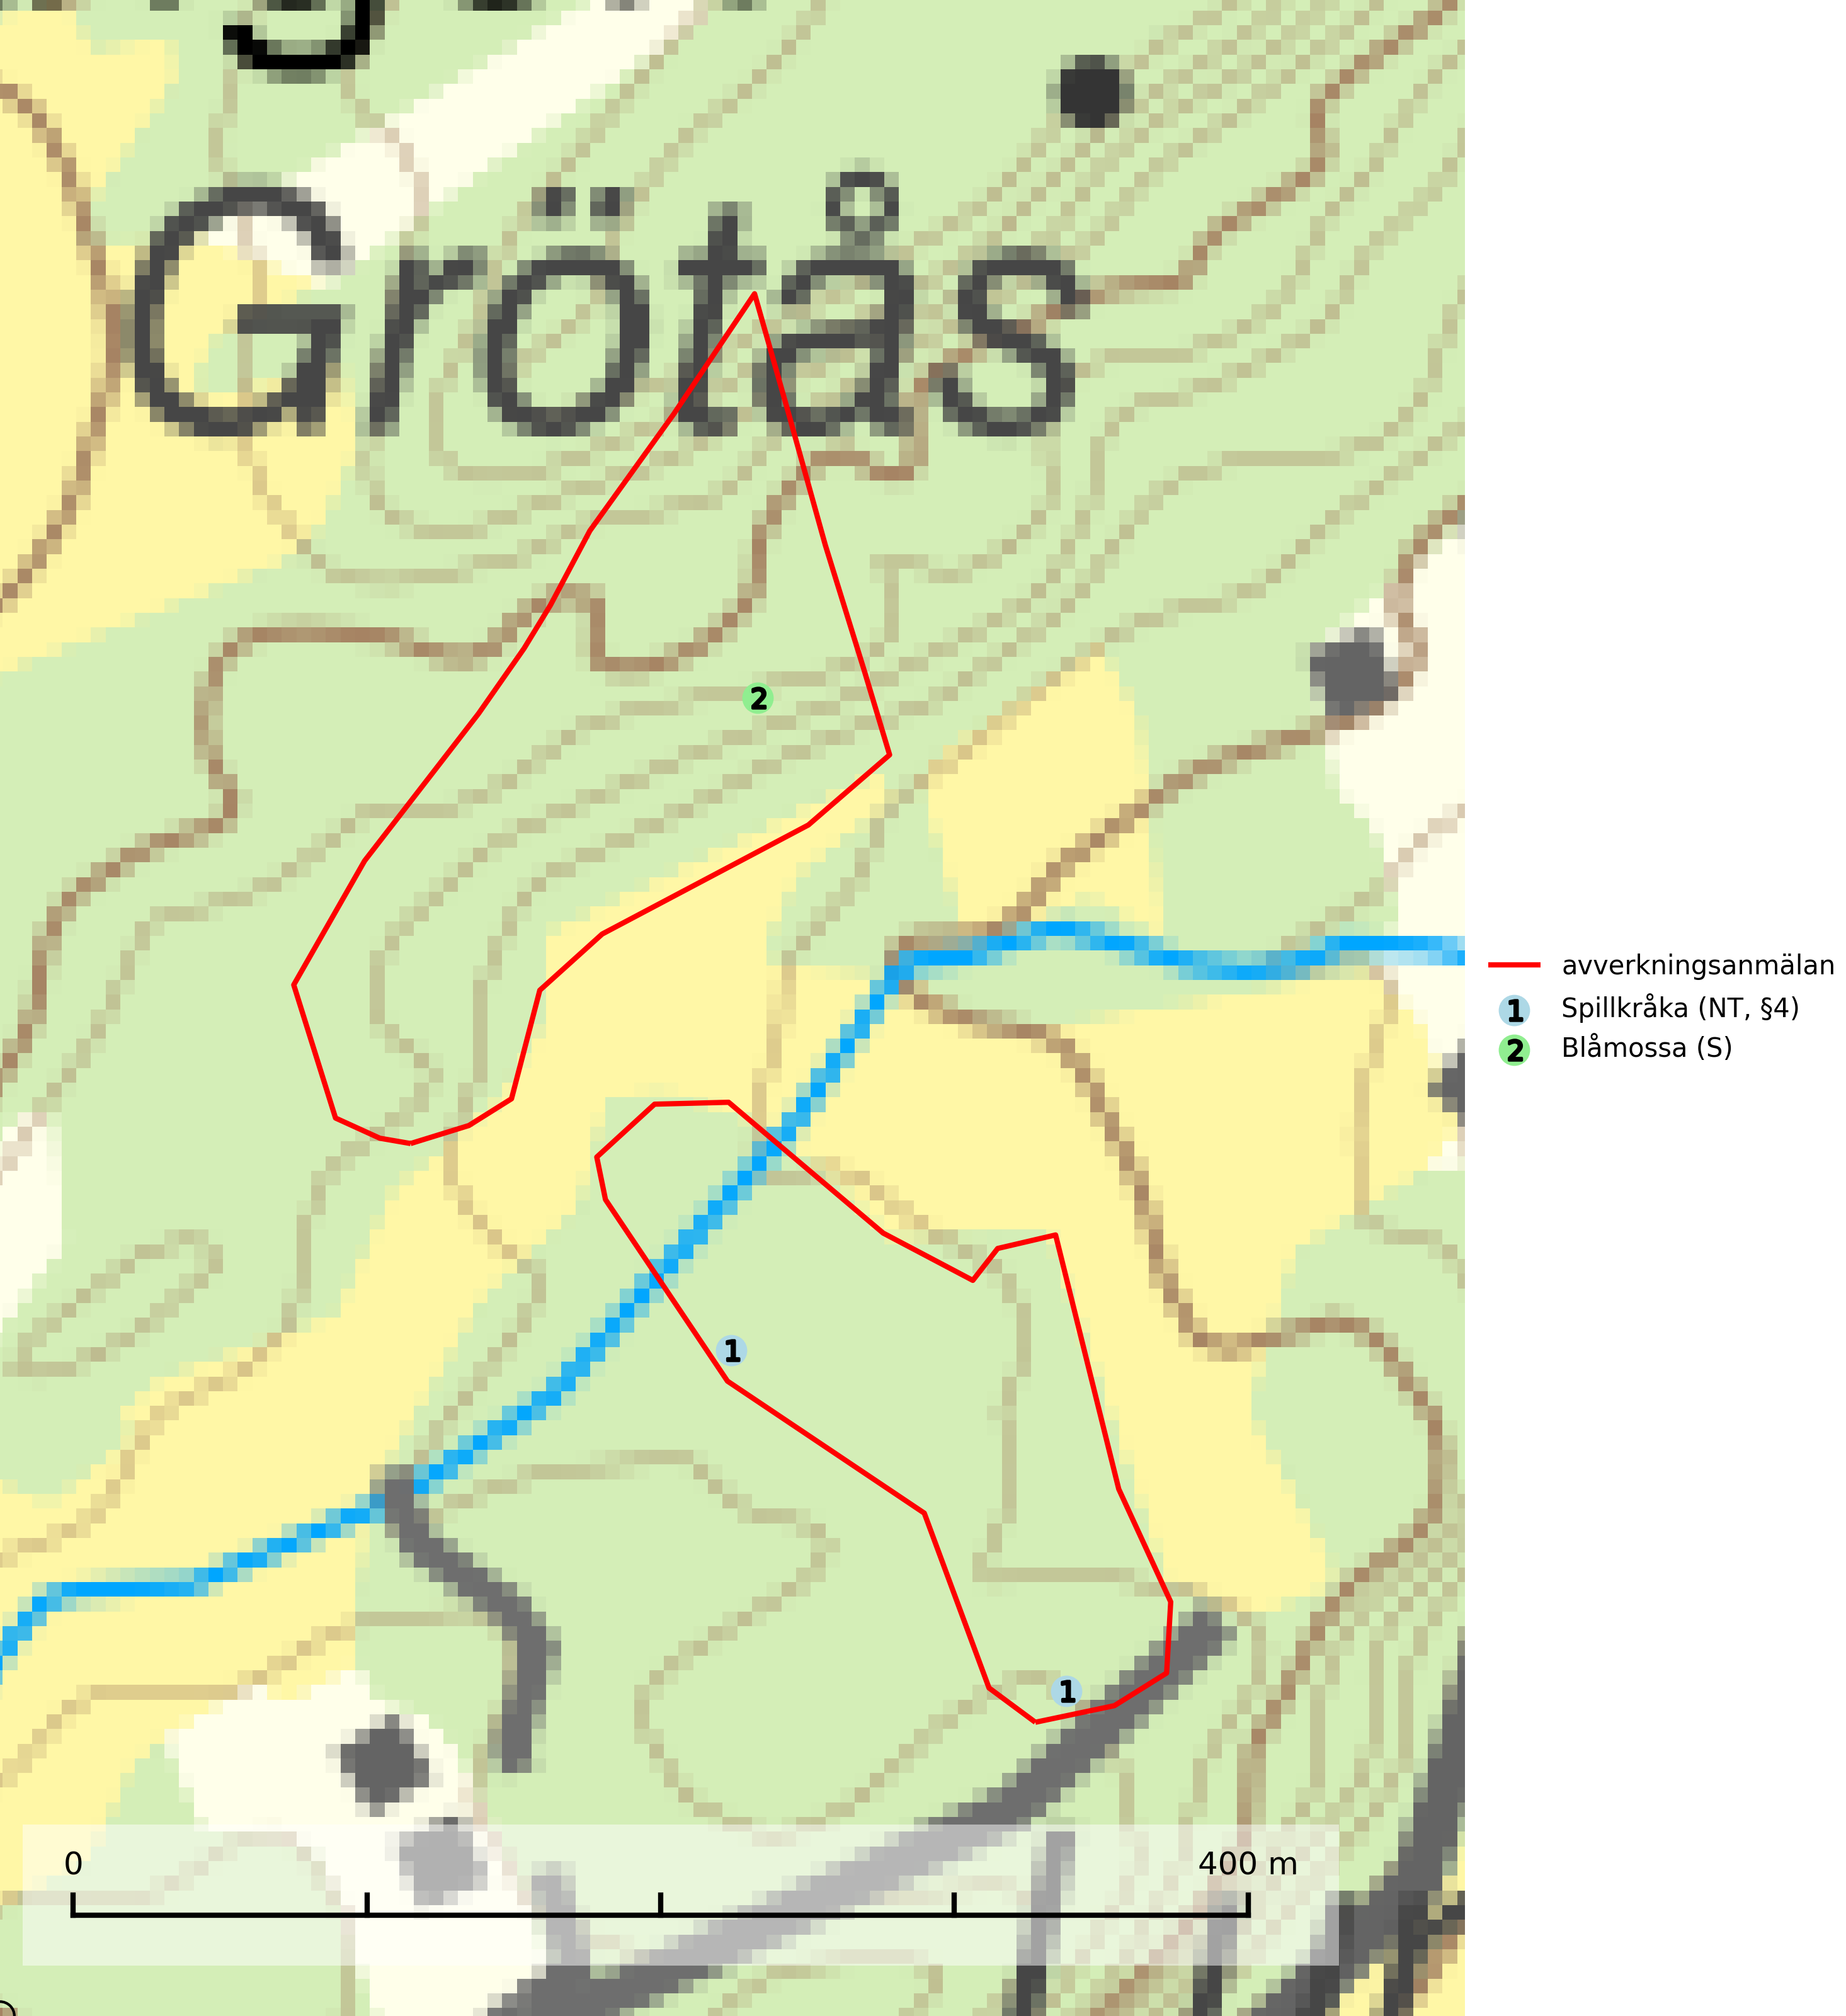 Grötås
2
avverkningsanmälan
1 Spillkråka (NT, §4)
2 Blåmossa (S)
1
1
0 400 m